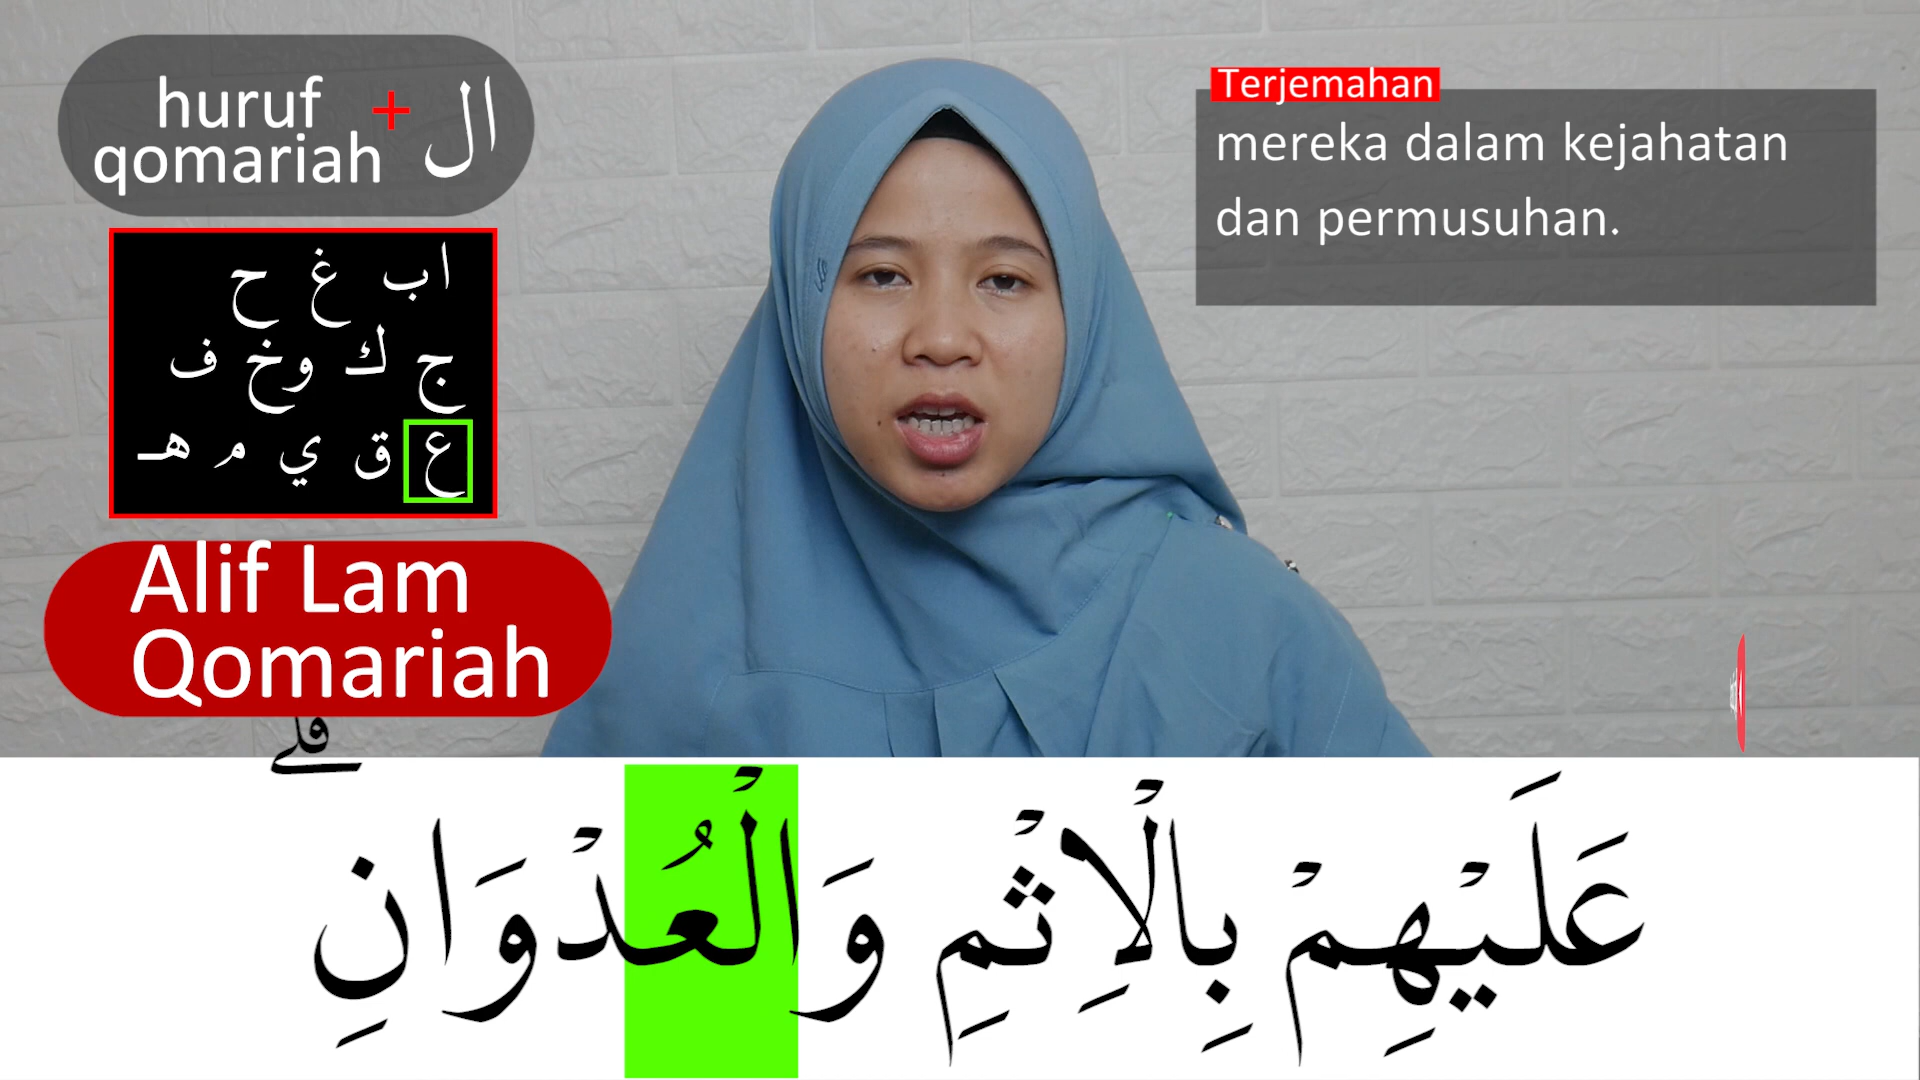 huruf + ال
qomariah
ا ب غ ح
ج ك و خ ف
ع ق ي م هـ
Alif Lam
Qomariah
Terjemahan
mereka dalam kejahatan
dan permusuhan.
عَلَيْهِمْ بِالْاِثْمِ وَالْعُدْوَانِۗ